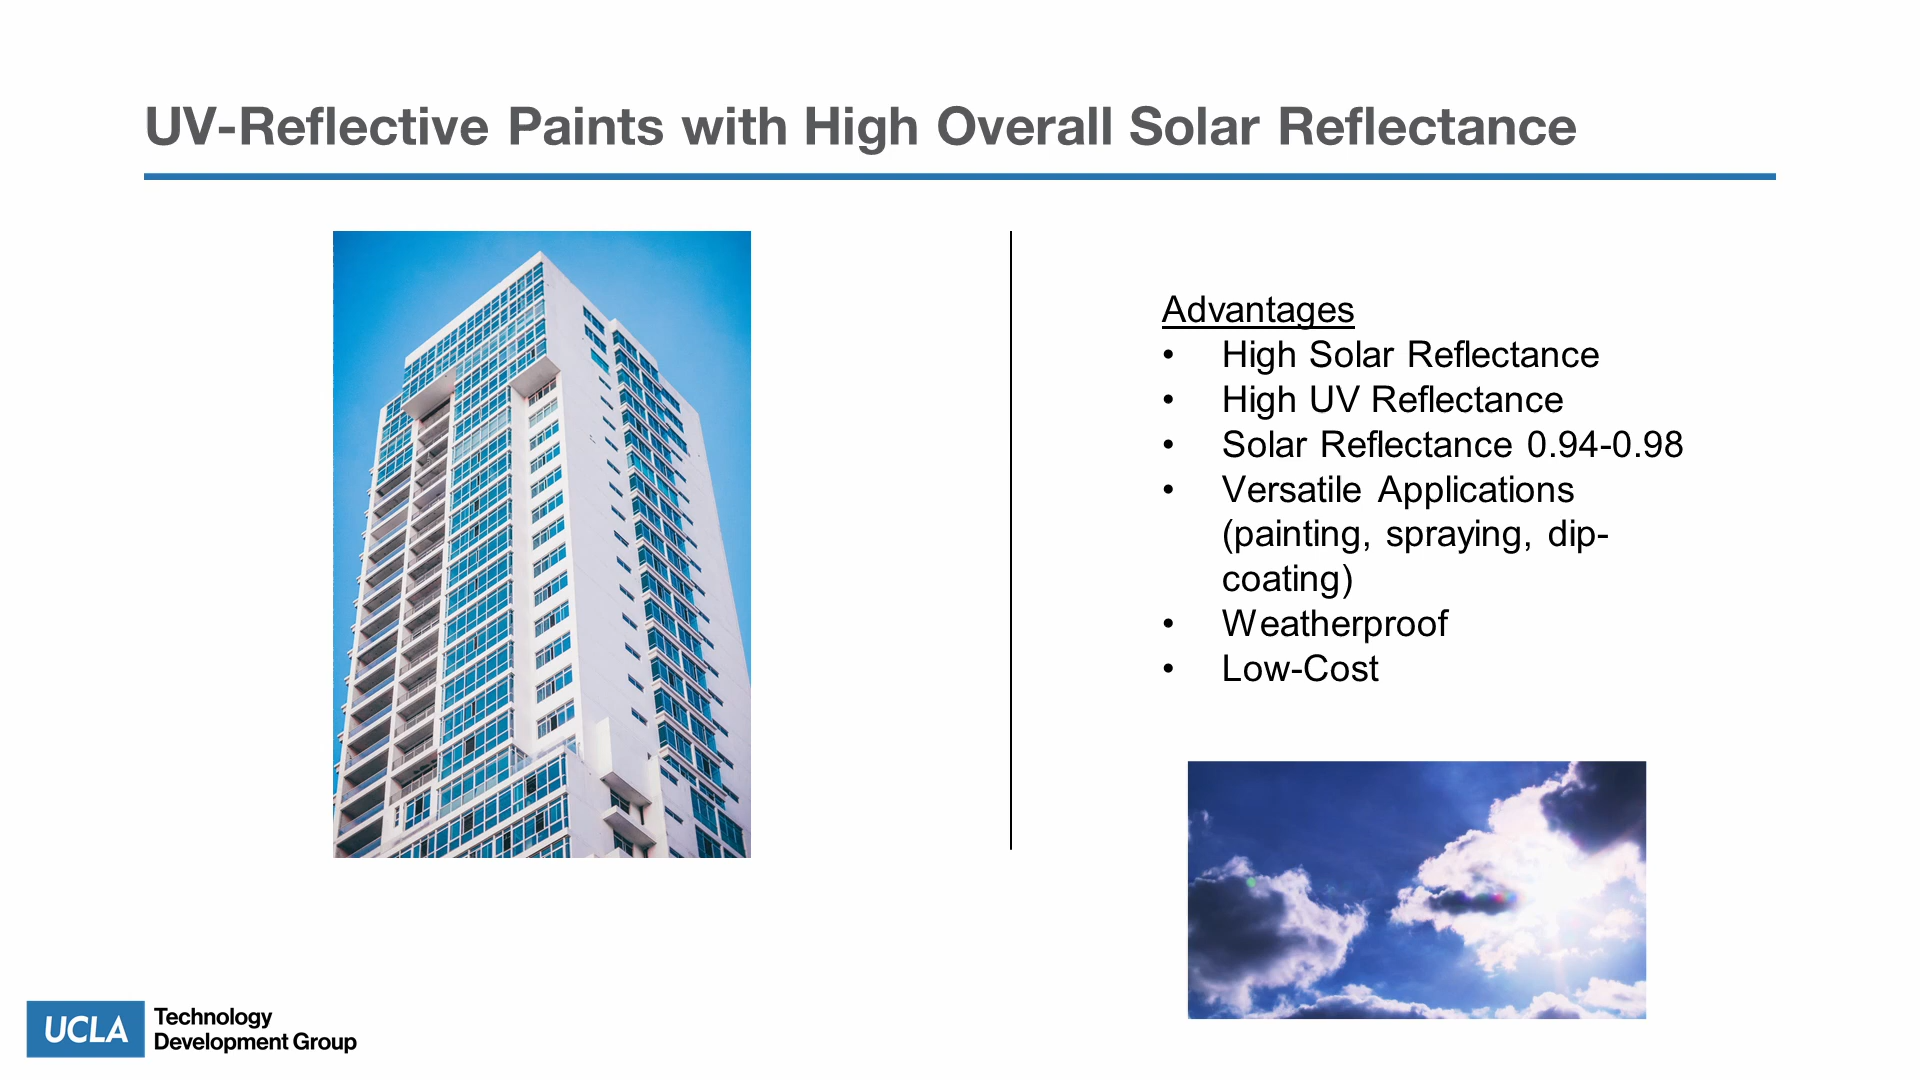 UV-Reflective Paints with High Overall Solar Reflectance
Advantages
• High Solar Reflectance
• High UV Reflectance
• Solar Reflectance 0.94-0.98
• Versatile Applications
(painting, spraying, dip-
coating)
• Weatherproof
• Low-Cost
UCLA
Technology
Development Group